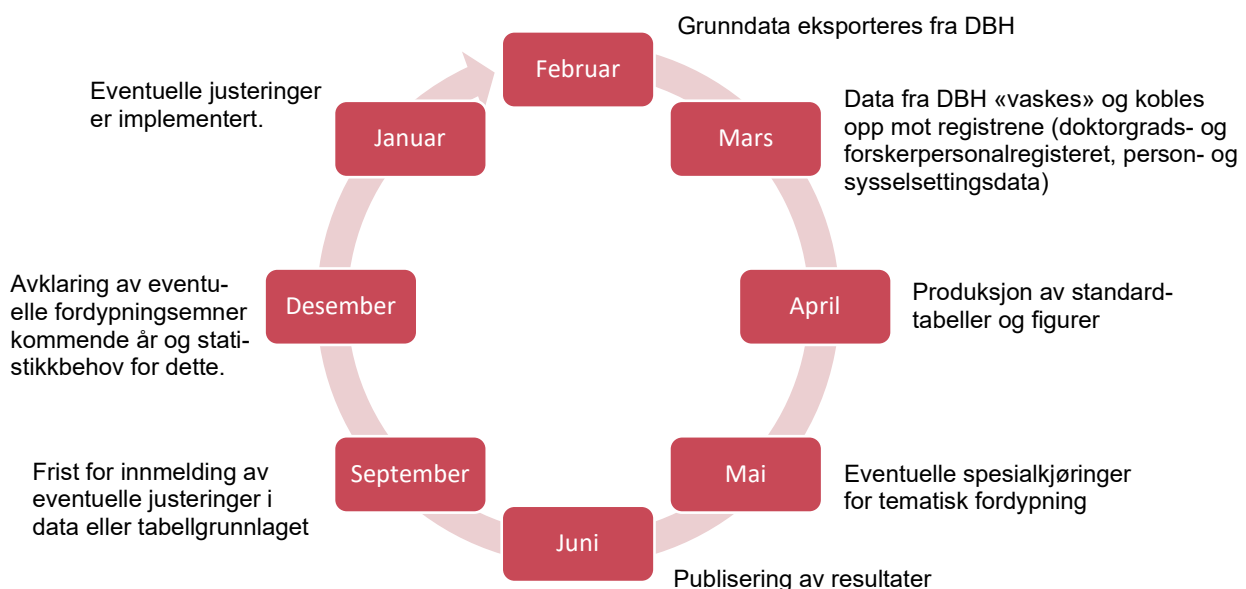 Februar
Grunndata eksporteres fra DBH
Mars
Data fra DBH «vaskes» og kobles
opp mot registrene (doktorgrads- og
forskerpersonalregisteret, person- og
sysselsettingsdata)
April
Produksjon av standard-
tabeller og figurer
Mai
Eventuelle spesialkjøringer
for tematisk fordypning
Juni
Publisering av resultater
September
Frist for innmelding av
eventuelle justeringer i
data eller tabellgrunnlaget
Desember
Avklaring av eventu-
elle fordypningsemner
kommende år og stati-
stikkbehov for dette.
Januar
Eventuelle justeringer
er implementert.